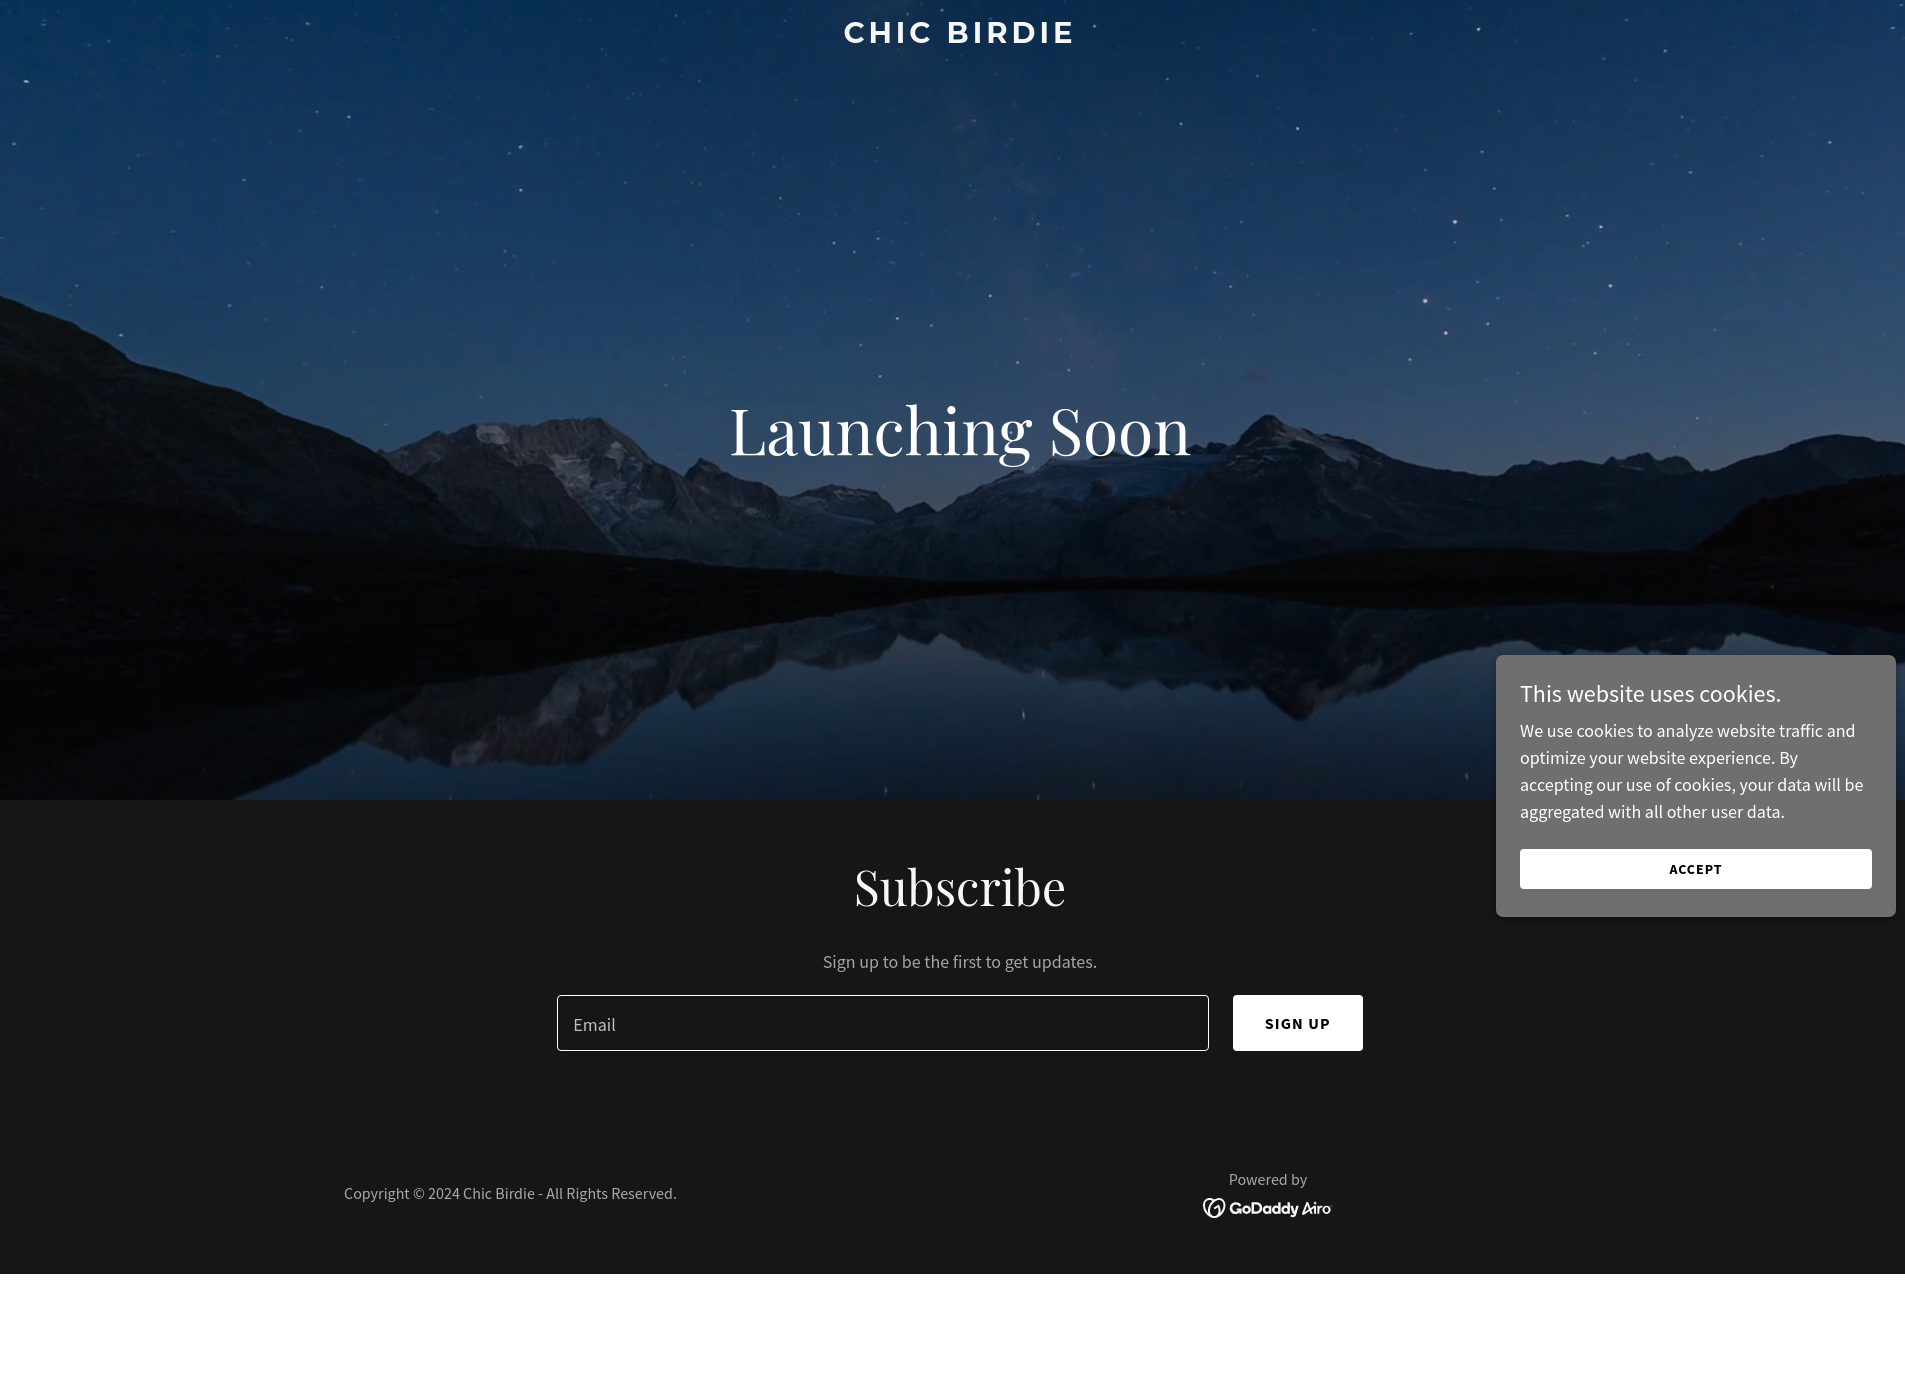 CHIC BIRDIE
Launching Soon
This website uses cookies.
We use cookies to analyze website traffic and
optimize your website experience. By
accepting our use of cookies, your data will be
aggregated with all other user data.
ACCEPT
Subscribe
Sign up to be the first to get updates.
Email
SIGN UP
Copyright © 2024 Chic Birdie - All Rights Reserved.
Powered by
GoDaddy Airo